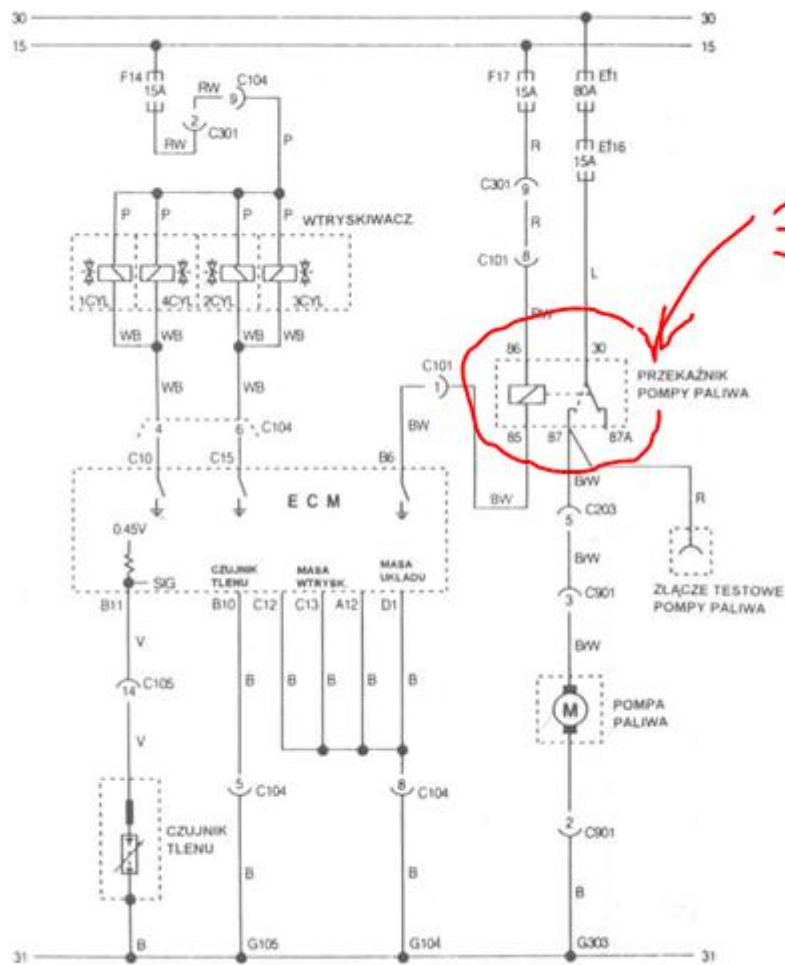 30 30
15 15
F14 15A RW C104 F17 15A Ef1 80A
9
2 C301
RW P R Ef16 15A
C301 9
P P P P WTRYSKIWACZ R
C101 8 L
1CYL 4CYL 2CYL 3CYL RW
WB WB WB 86 30
C101 1 PRZEKAŹNIK
POMPY PALIWA
WB WB
4 6 C104 BW 85 87 87A
C10 C15 B6 BW B/W R
E C M C203
5
0.45V B/W
SIG CZUJNIK
TLENU MASA
WTRYSK. MASA
UKŁADU C901
3 ZŁĄCZE TESTOWE
POMPY PALIWA
B11 B10 C12 C13 A12 D1
V B B B B B B/W
14 C105 M POMPA
PALIWA
V
5 C104 8 C104
CZUJNIK
TLENU 2 C901
B B B
B G105 G104 G303
31 31